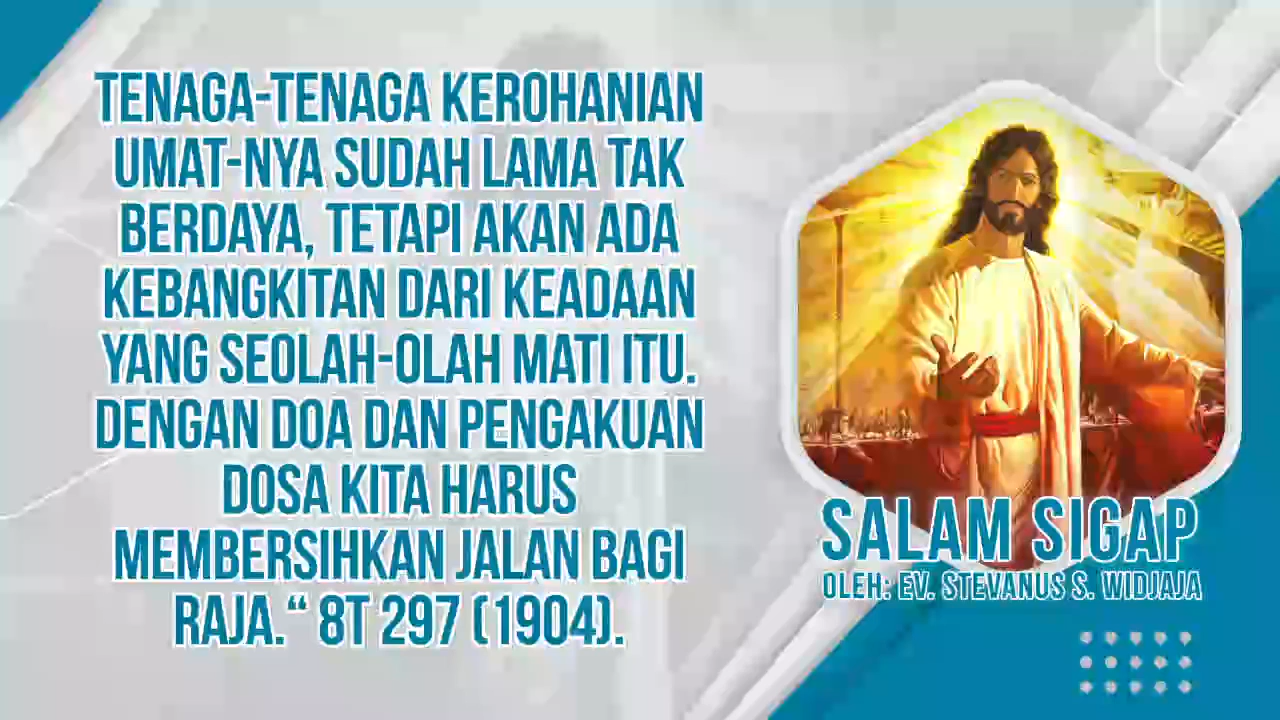 TENAGA-TENAGA KEROHANIAN
UMAT-NYA SUDAH LAMA TAK
BERDAYA, TETAPI AKAN ADA
KEBANGKITAN DARI KEADAAN
YANG SEOLAH-OLAH MATI ITU.
DENGAN DOA DAN PENGAKUAN
DOSA KITA HARUS
MEMBERSIHKAN JALAN BAGI
RAJA.“ 8T 297 (1904).
SALAM SIGAP
OLEH: EV. STEVANUS S. WIDJAJA